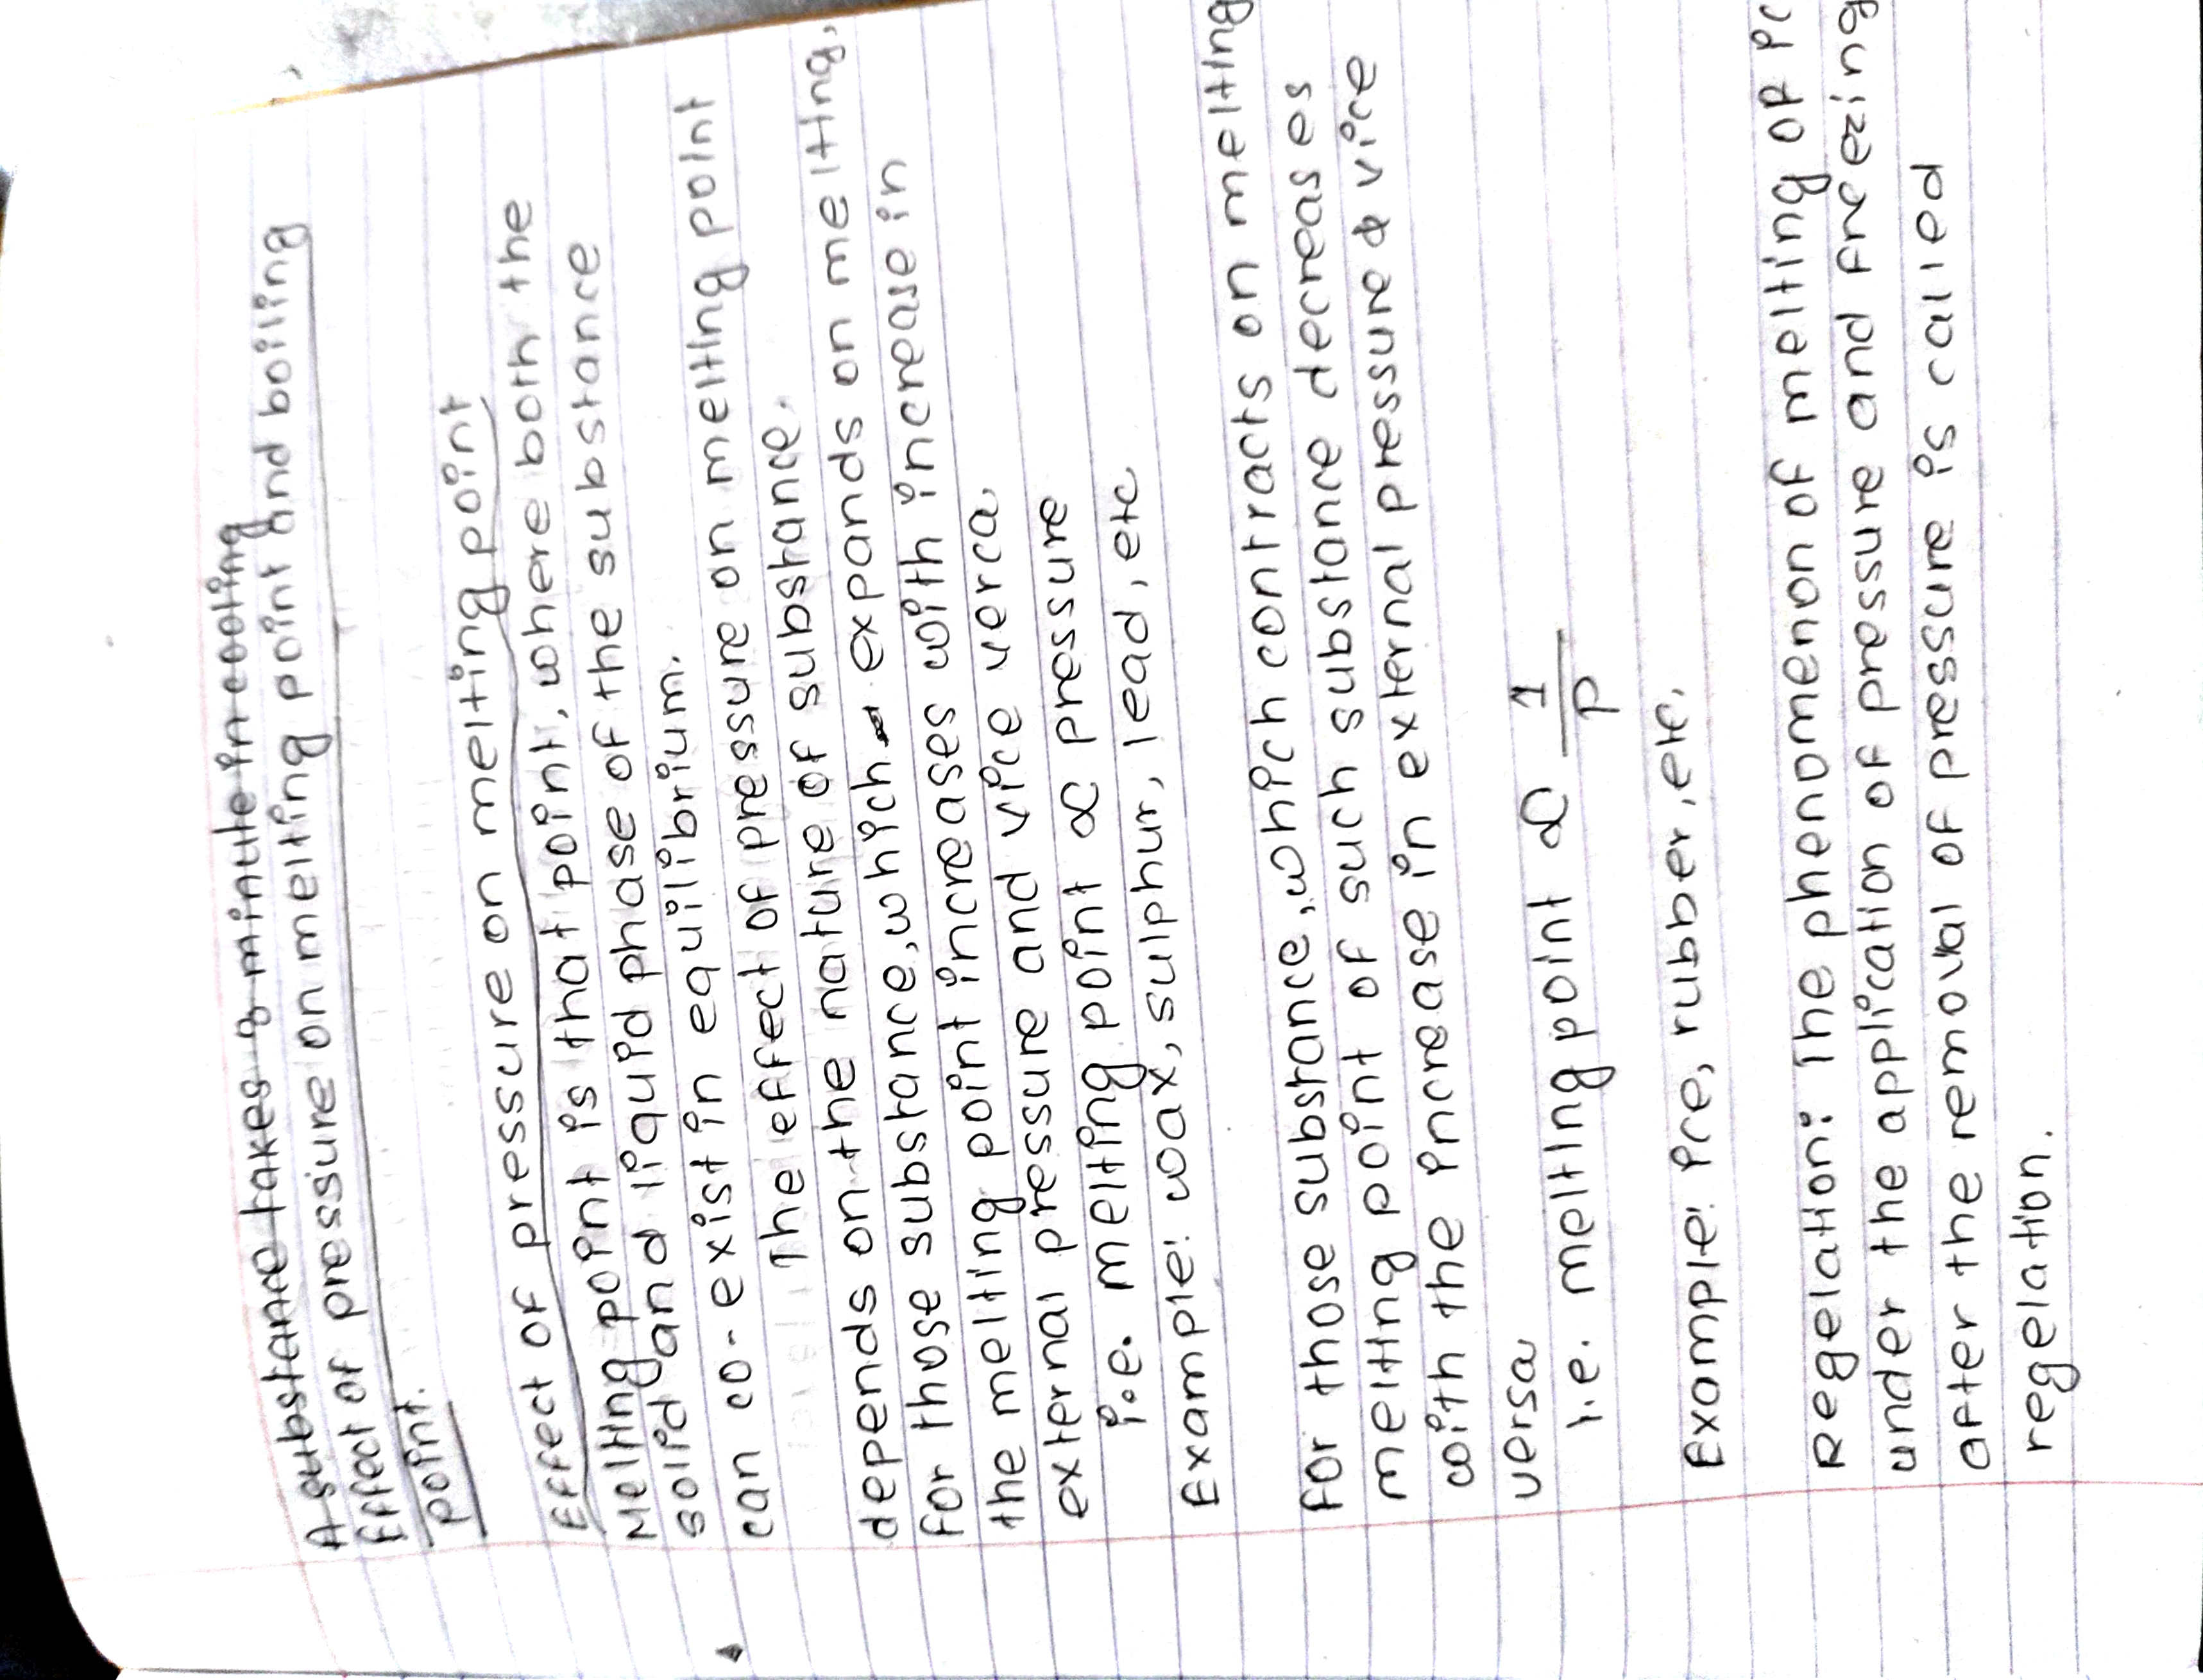 A substance takes 8 minute in cooling
Effect of pressure on melting point and boiling
point.
Effect of pressure on melting point
Melting point is that point, where both the
solid and liquid phase of the substance
can co-exist in equilibrium.
The effect of pressure on melting point
depends on the nature of substance.
for those substance, which expands on melting,
the melting point increases with increase in
external pressure and vice verca
i.e. melting point ∝ pressure
Example: wax, sulphur, lead, etc
for those substance, which contracts on melting
melting point of such substance decreases
with the increase in external pressure & vice
versa
i.e. melting point ∝ 1/P
Example: ice, rubber, etc.
Regelation: The phenomenon of melting of
under the application of pressure and freezing
after the removal of pressure is called
regelation.